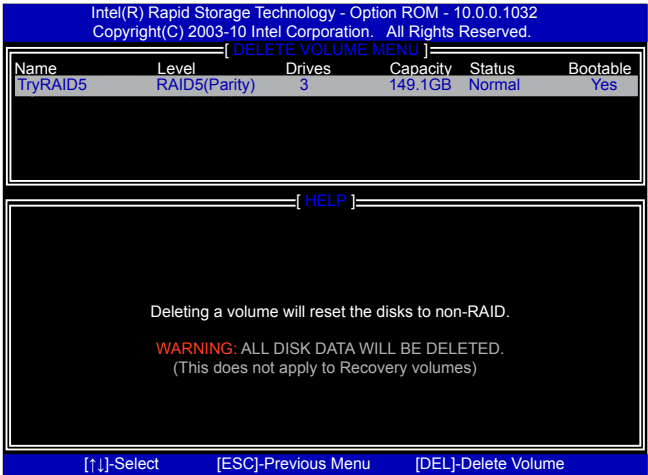 Intel(R) Rapid Storage Technology - Option ROM - 10.0.0.1032
Copyright(C) 2003-10 Intel Corporation.   All Rights Reserved.
[ DELETE VOLUME MENU ]
Name Level Drives Capacity Status Bootable
TryRAID5 RAID5(Parity) 3 149.1GB Normal Yes
[ HELP ]
Deleting a volume will reset the disks to non-RAID.
WARNING: ALL DISK DATA WILL BE DELETED.
(This does not apply to Recovery volumes)
[↑↓]-Select [ESC]-Previous Menu [DEL]-Delete Volume